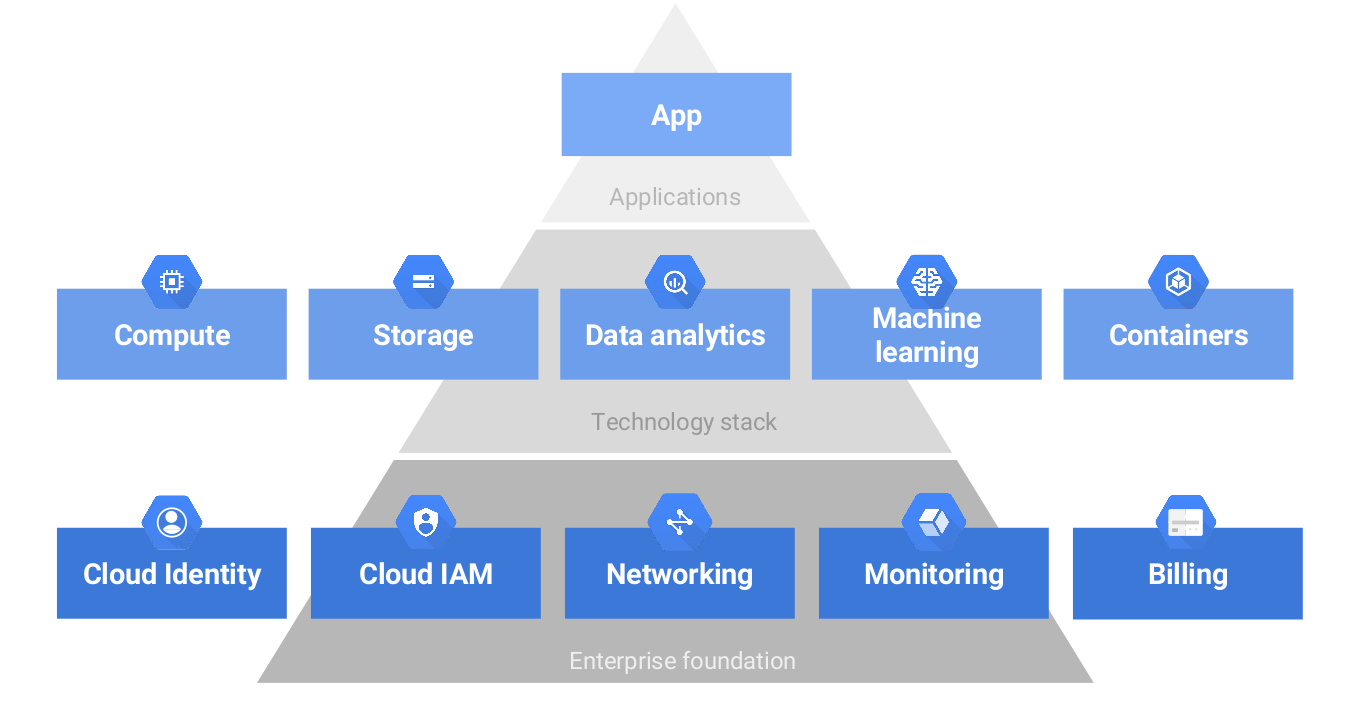 App
Applications
Compute
Storage
Data analytics
Machine
learning
Containers
Technology stack
Cloud Identity
Cloud IAM
Networking
Monitoring
Billing
Enterprise foundation